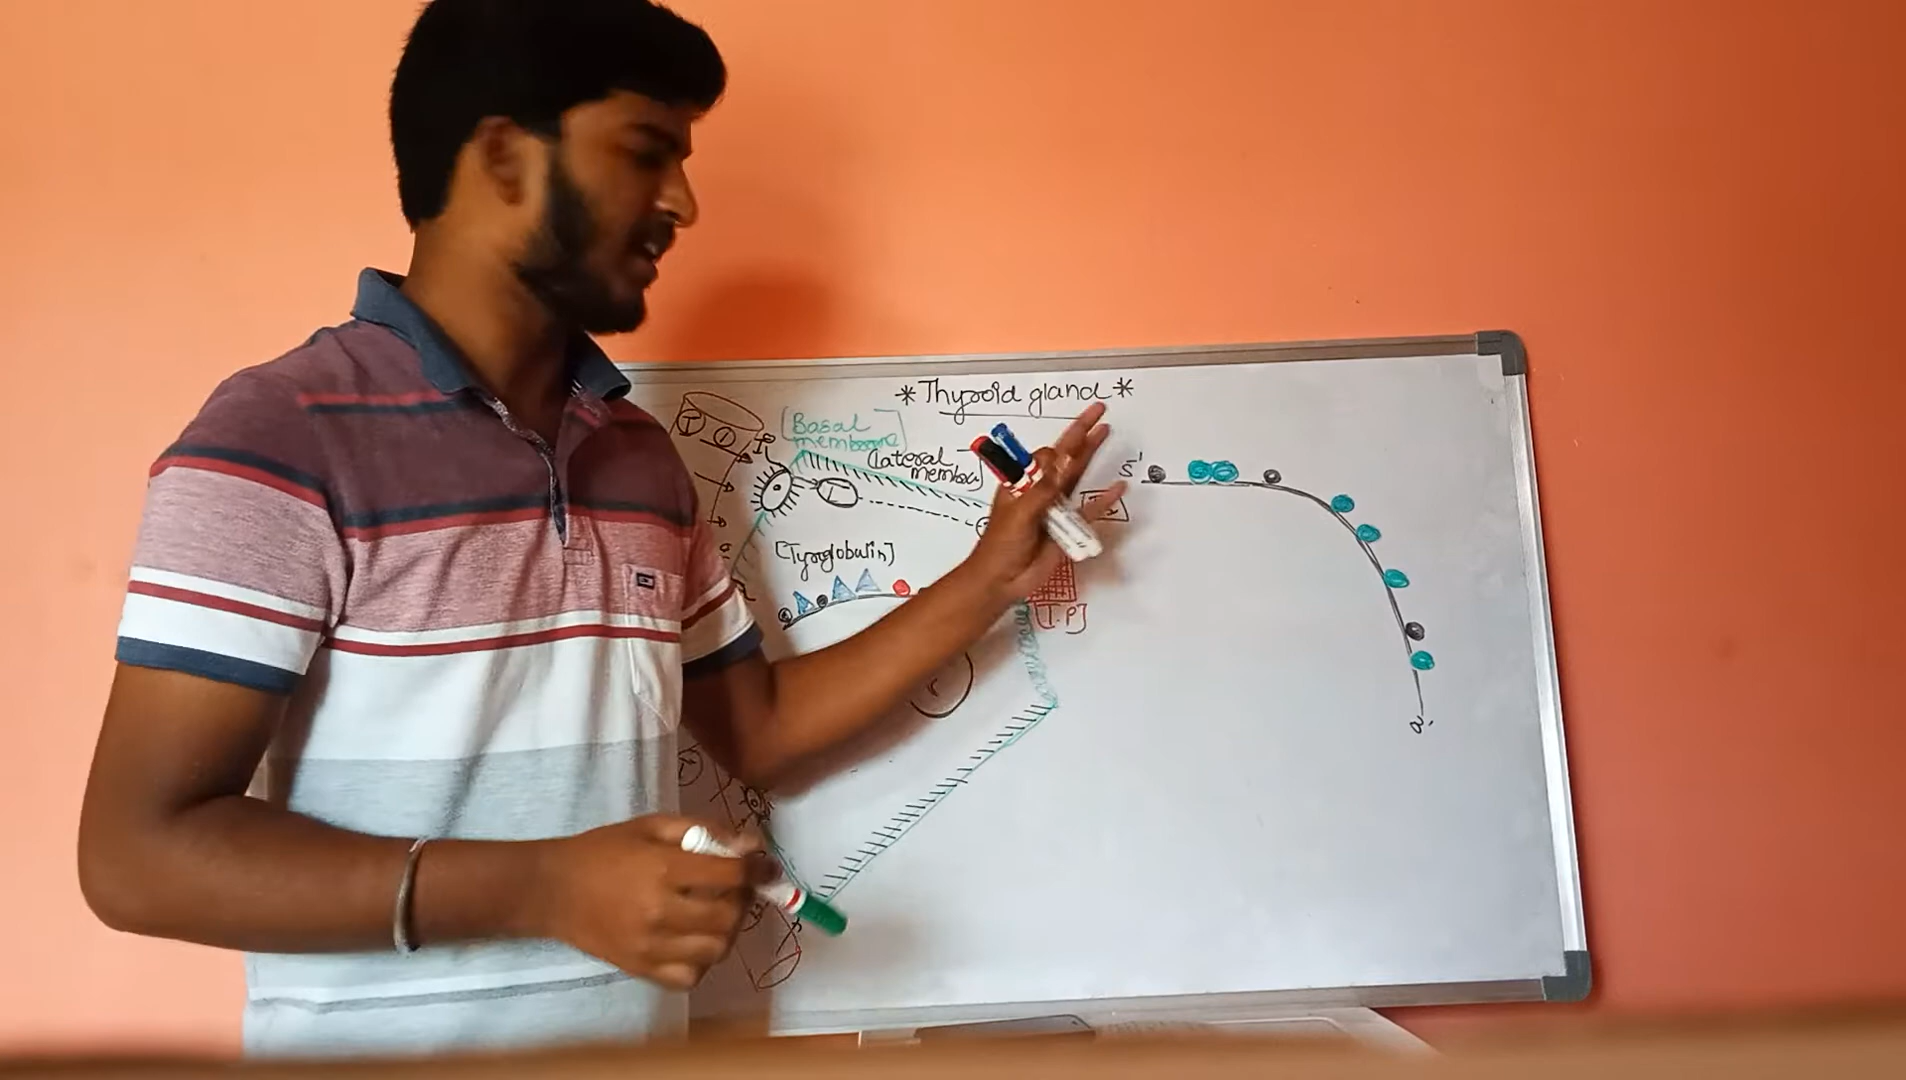 * Thyroid gland *
[Basal
membrane]
(lateral
membra]
[Tyroglobulin]
[T.P]
5'
I
T
I
r
a.